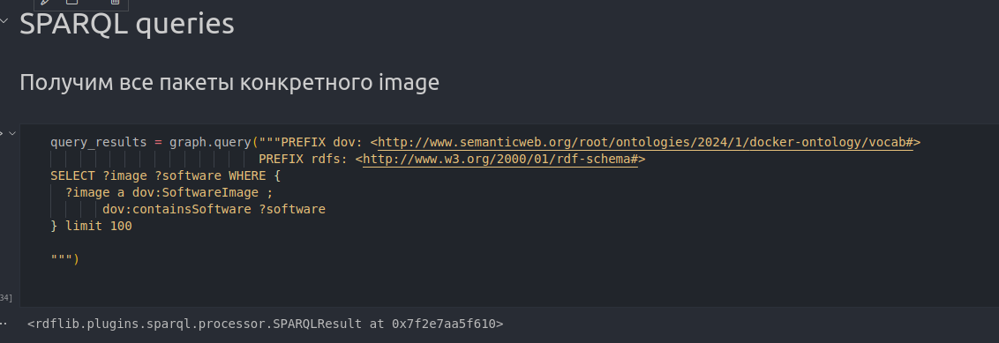 SPARQL queries
Получим все пакеты конкретного image
query_results = graph.query("""PREFIX dov: <http://www.semanticweb.org/root/ontologies/2024/1/docker-ontology/vocab#>
PREFIX rdfs: <http://www.w3.org/2000/01/rdf-schema#>
SELECT ?image ?software WHERE {
?image a dov:SoftwareImage ;
dov:containsSoftware ?software
} limit 100
""")
34]
<rdflib.plugins.sparql.processor.SPARQLResult at 0x7f2e7aa5f610>